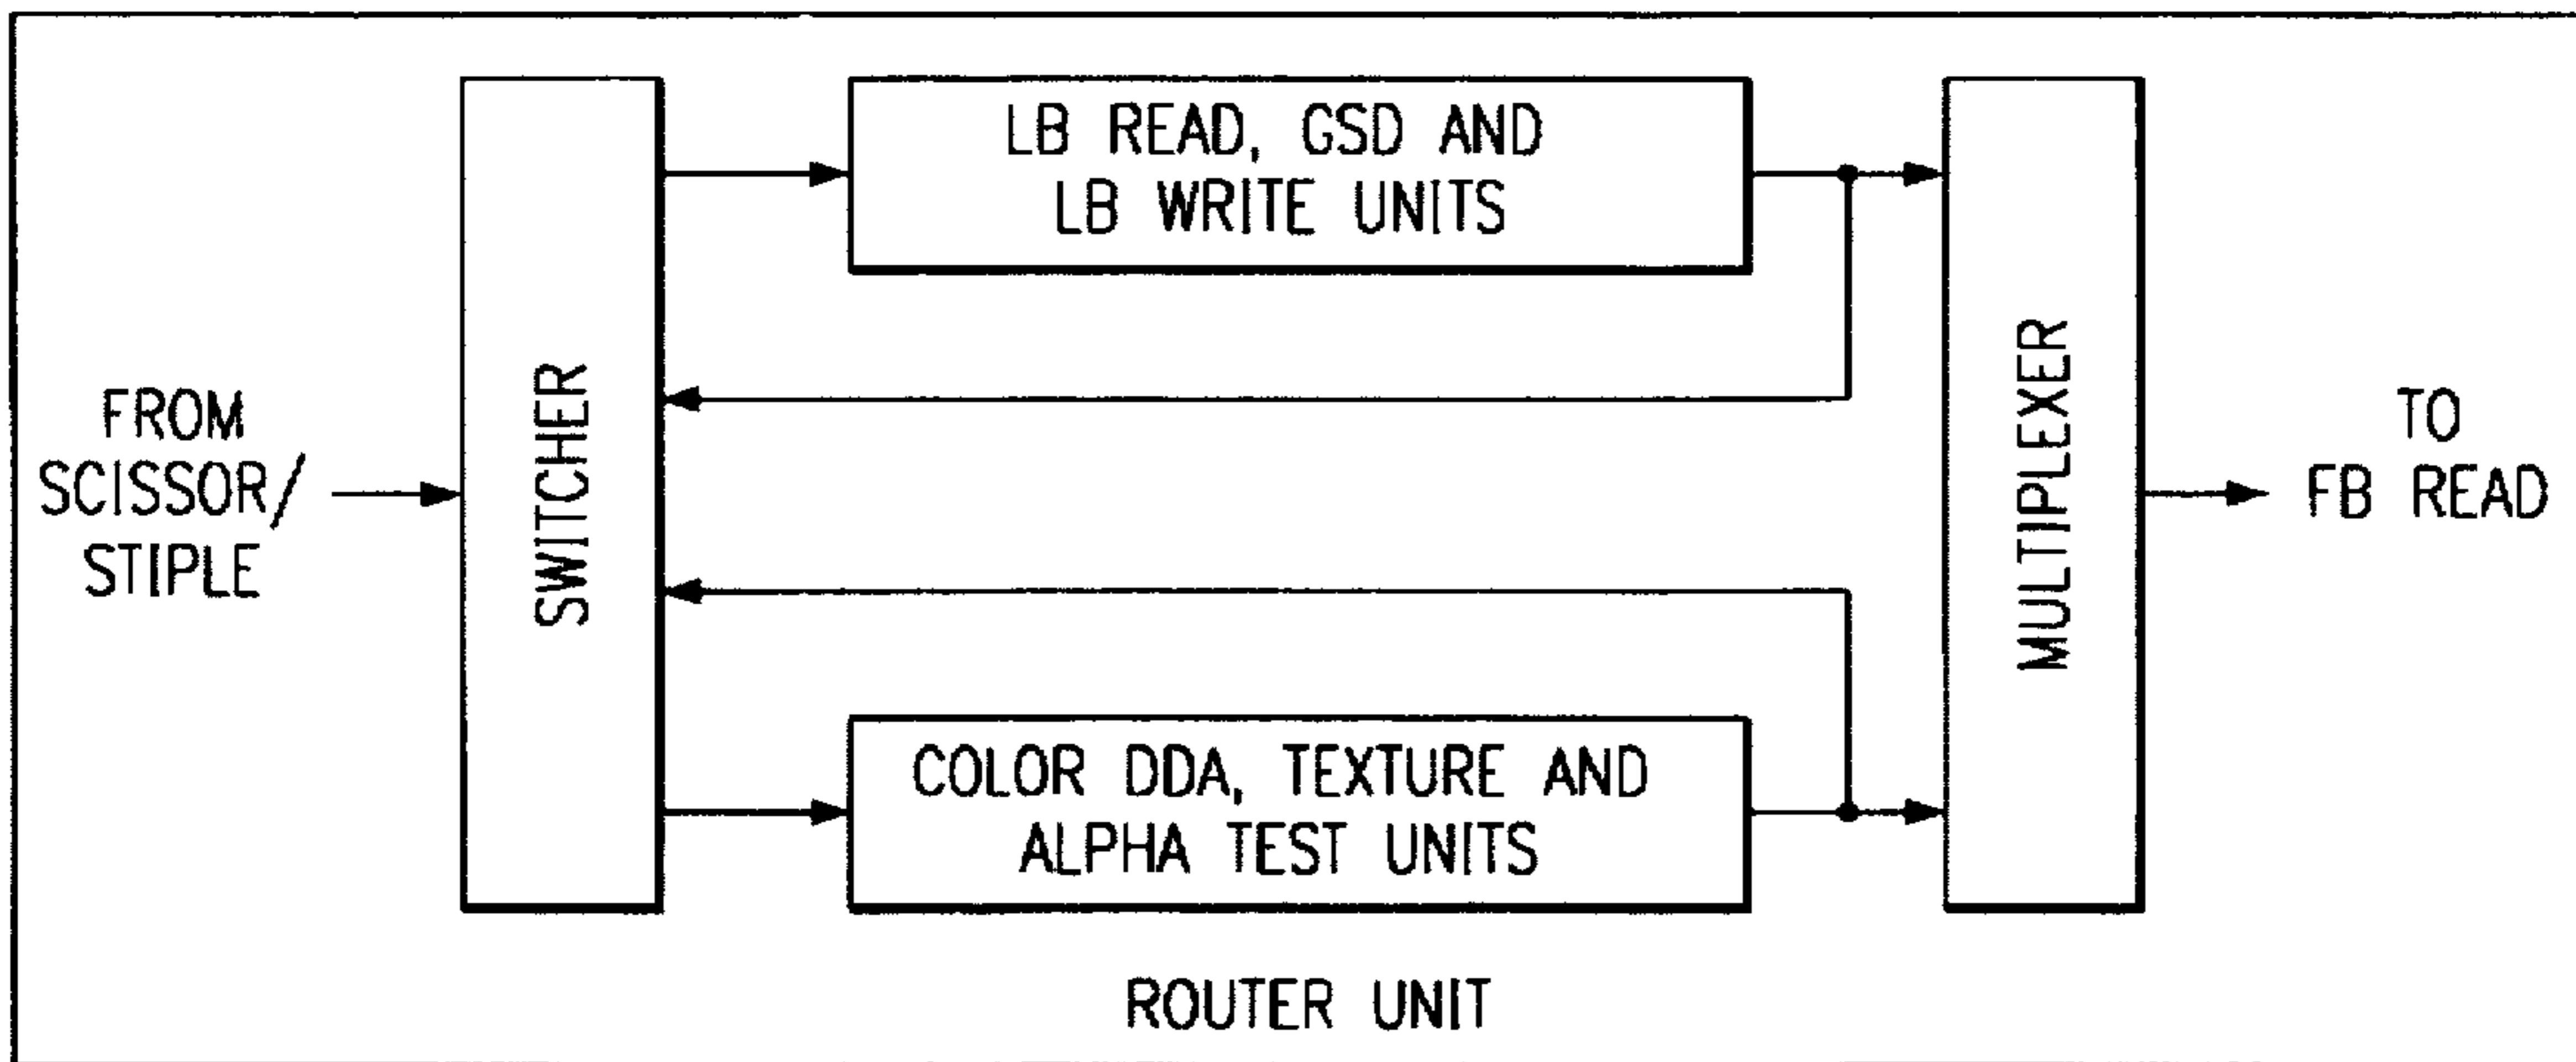 FROM
SCISSOR/
STIPLE
SWITCHER
LB READ, GSD AND
LB WRITE UNITS
COLOR DDA, TEXTURE AND
ALPHA TEST UNITS
MULTIPLEXER
TO
FB READ
ROUTER UNIT